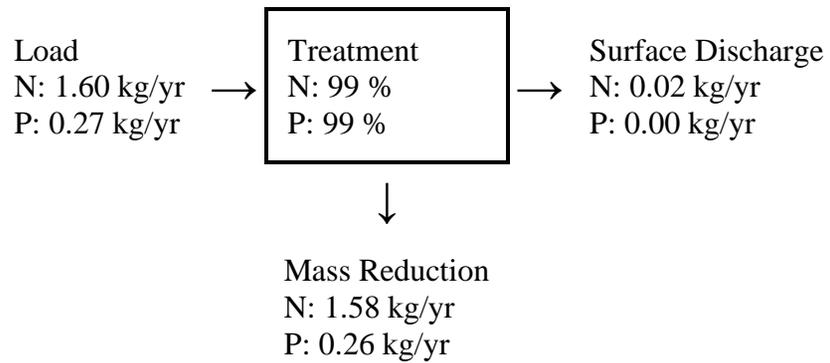 Load
N: 1.60 kg/yr
P: 0.27 kg/yr
Treatment
N: 99 %
P: 99 %
Surface Discharge
N: 0.02 kg/yr
P: 0.00 kg/yr
Mass Reduction
N: 1.58 kg/yr
P: 0.26 kg/yr